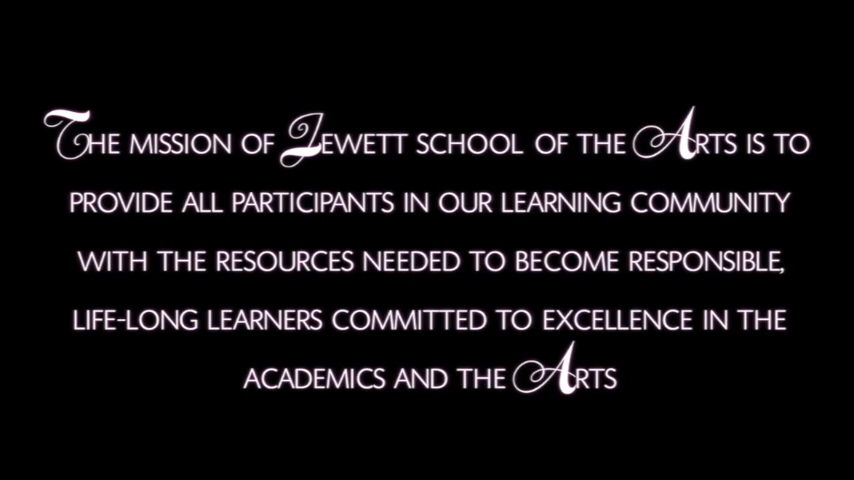 THE MISSION OF JEWETT SCHOOL OF THE ARTS IS TO
PROVIDE ALL PARTICIPANTS IN OUR LEARNING COMMUNITY
WITH THE RESOURCES NEEDED TO BECOME RESPONSIBLE,
LIFE-LONG LEARNERS COMMITTED TO EXCELLENCE IN THE
ACADEMICS AND THE ARTS